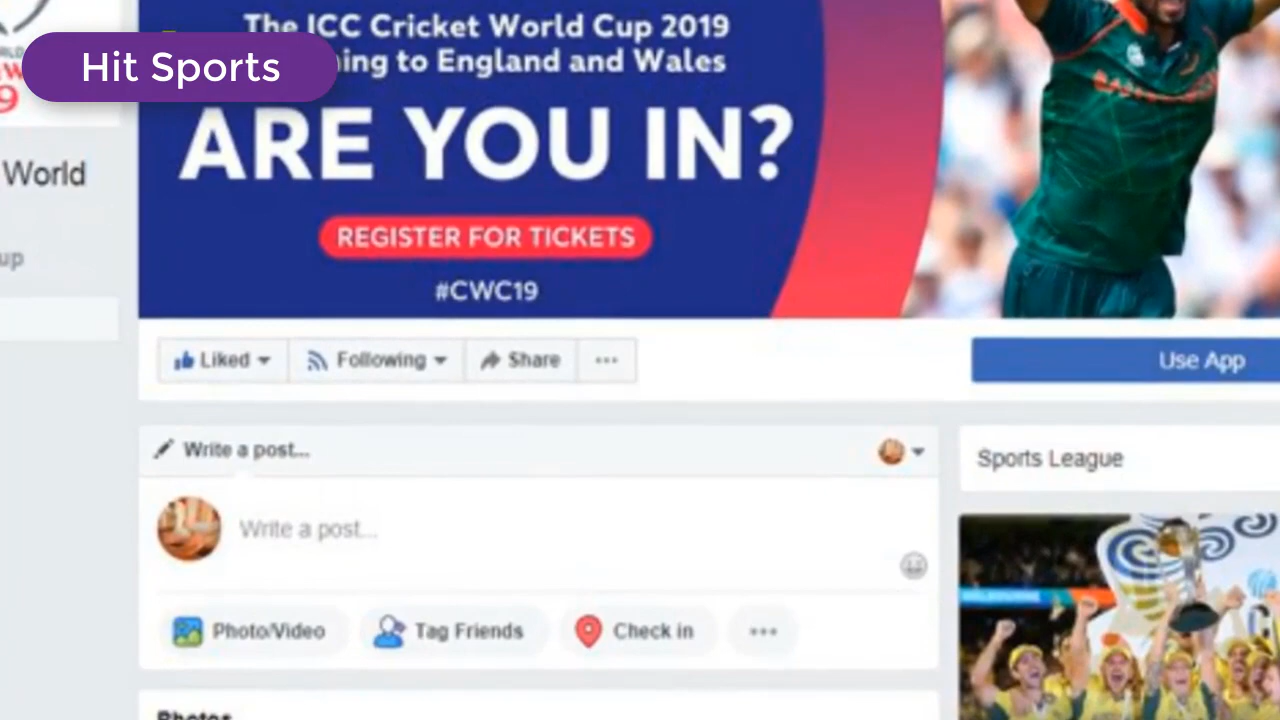 The ICC Cricket World Cup 2019
Hit Sports
ing to England and Wales
9
ARE YOU IN?
World
REGISTER FOR TICKETS
up
#CWC19
Liked
Following
Share
Use App
Write a post...
Sports League
Write a post...
Photo/Video
Tag Friends
Check in
Photos